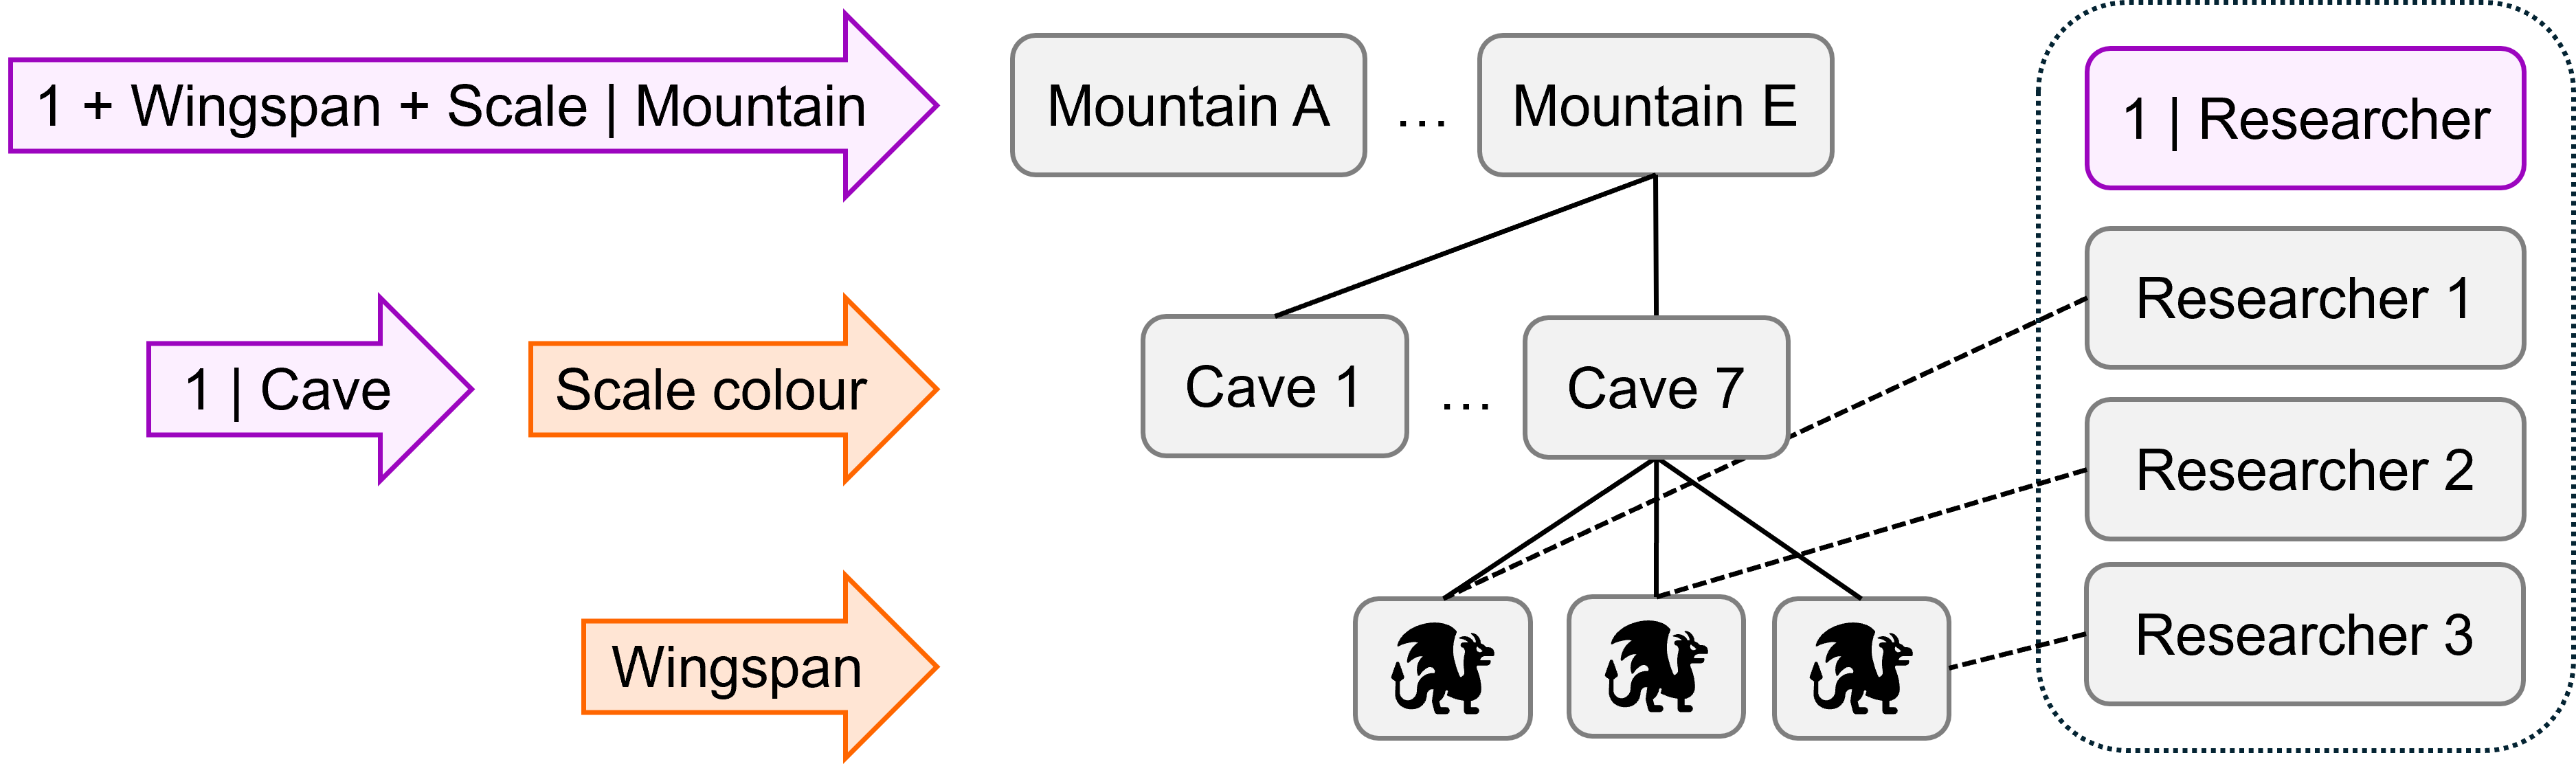 1 + Wingspan + Scale | Mountain
Mountain A
...
Mountain E
1 | Researcher
Researcher 1
1 | Cave
Scale colour
Cave 1
...
Cave 7
Researcher 2
Wingspan
Researcher 3